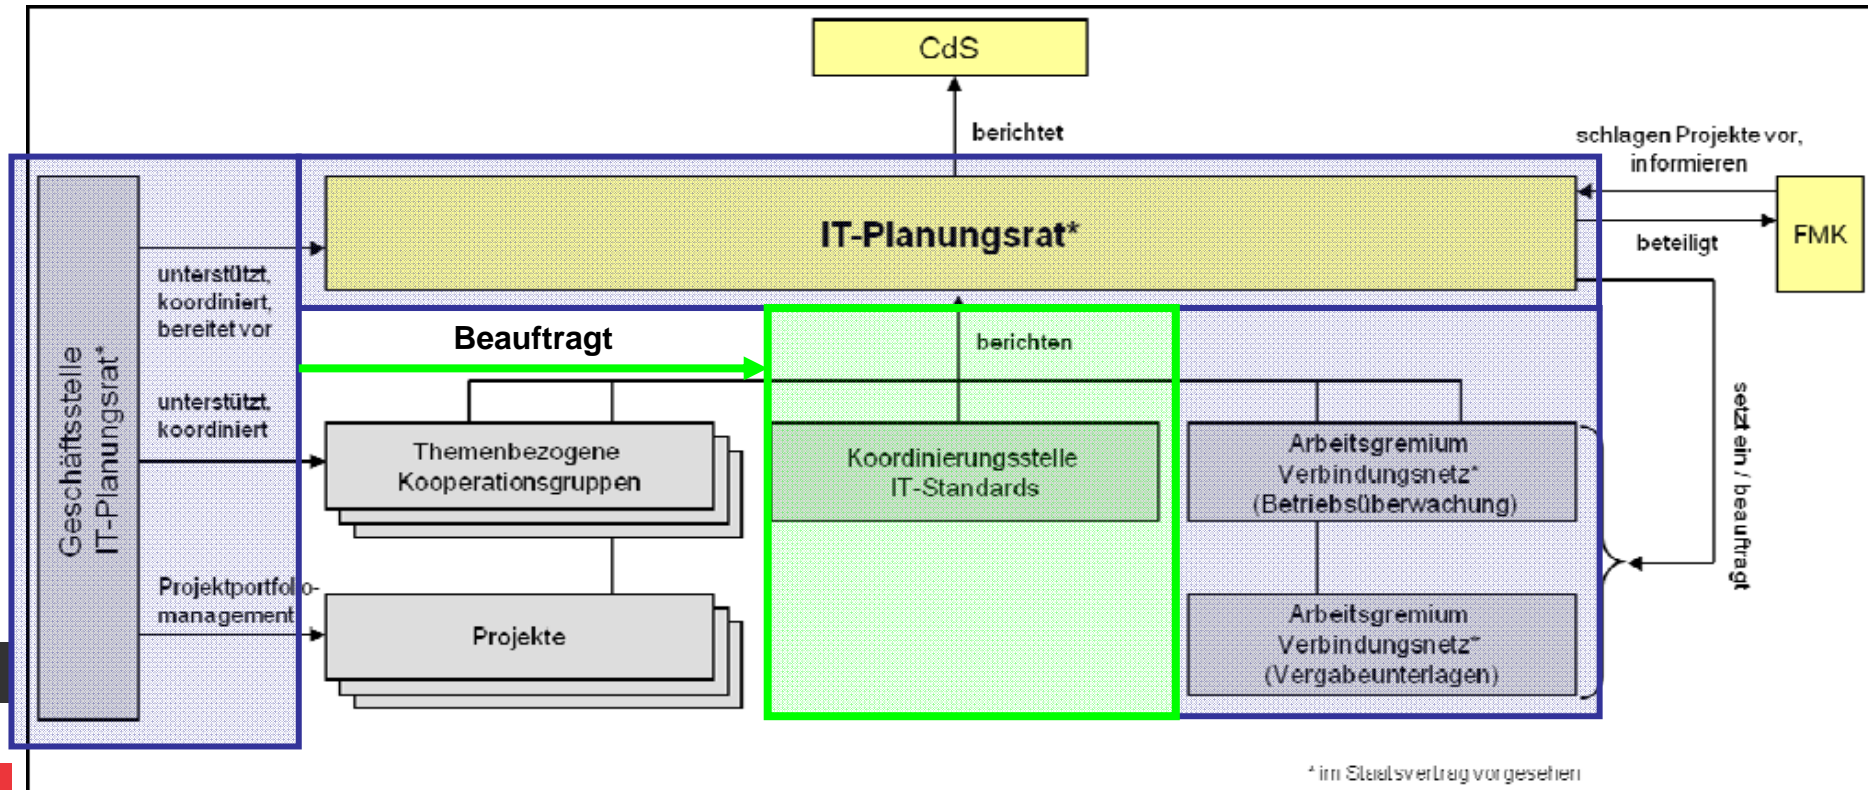 CdS
berichtet
schlagen Projekte vor,
informieren
IT-Planungsrat*
FMK
beteiligt
Geschäftsstelle
IT-Planungsrat*
unterstützt,
koordiniert,
bereitet vor
Beauftragt
berichten
unterstützt,
koordiniert
setzt ein / beauftragt
Themenbezogene
Kooperationsgruppen
Koordinierungsstelle
IT-Standards
Arbeitsgremium
Verbindungsnetz*
(Betriebsüberwachung)
Projektportfolio-
management
Projekte
Arbeitsgremium
Verbindungsnetz*
(Vergabeunterlagen)
* im Staatsvertrag vorgesehen